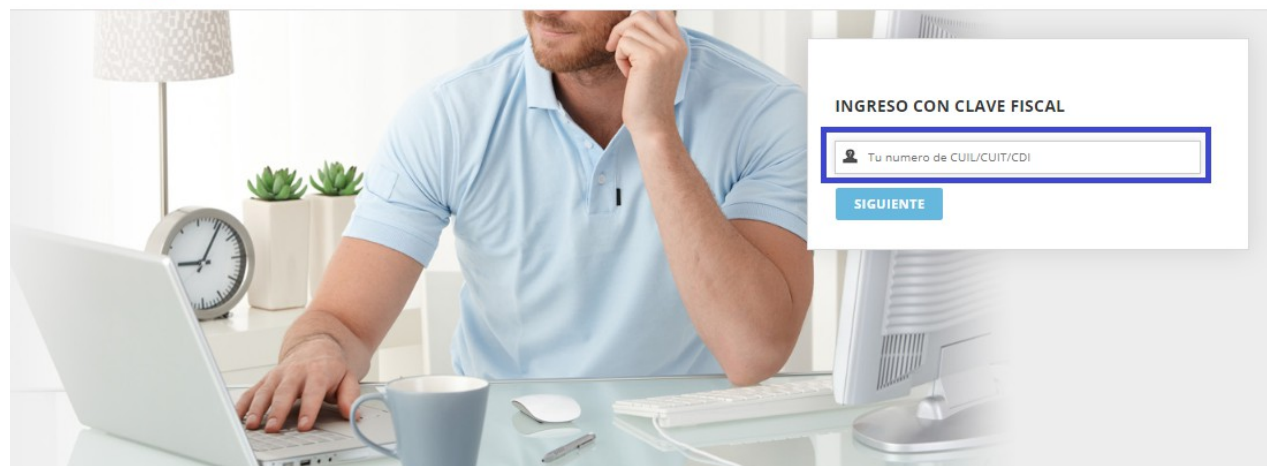 INGRESO CON CLAVE FISCAL
Tu numero de CUIL/CUIT/CDI
SIGUIENTE